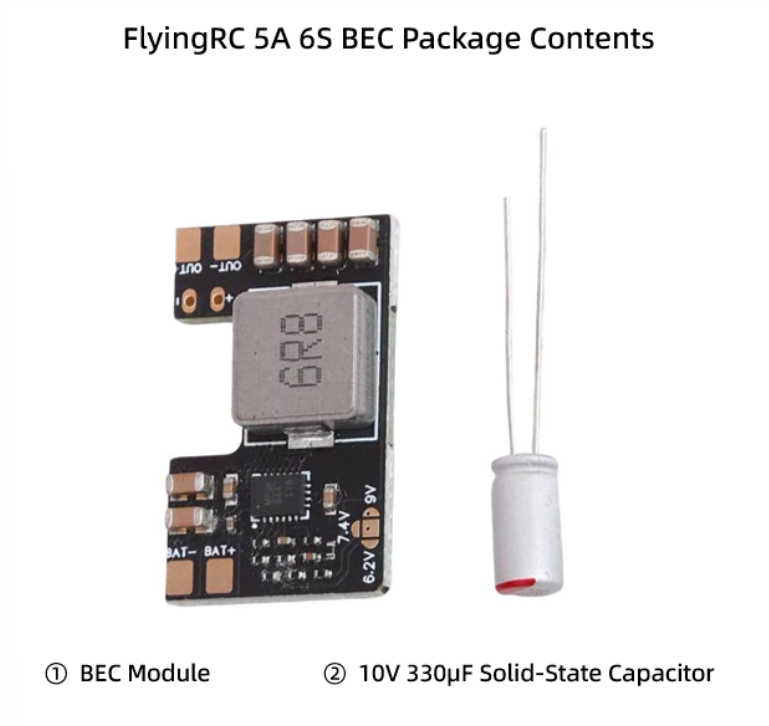 FlyingRC 5A 6S BEC Package Contents
OUT+ OUT-
- +
6R8
9V
7.4V
6.2V
BAT- BAT+
① BEC Module ② 10V 330μF Solid-State Capacitor